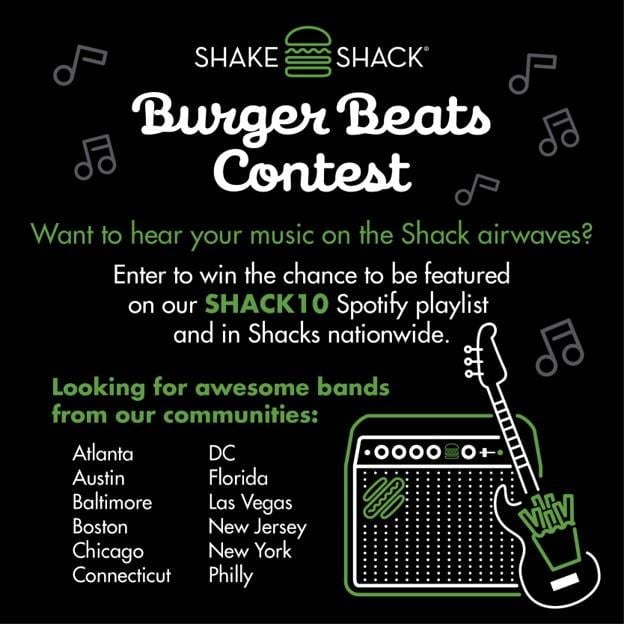 SHAKE SHACK®
Burger Beats
Contest
Want to hear your music on the Shack airwaves?
Enter to win the chance to be featured
on our SHACK10 Spotify playlist
and in Shacks nationwide.
Looking for awesome bands
from our communities:
Atlanta
Austin
Baltimore
Boston
Chicago
Connecticut
DC
Florida
Las Vegas
New Jersey
New York
Philly